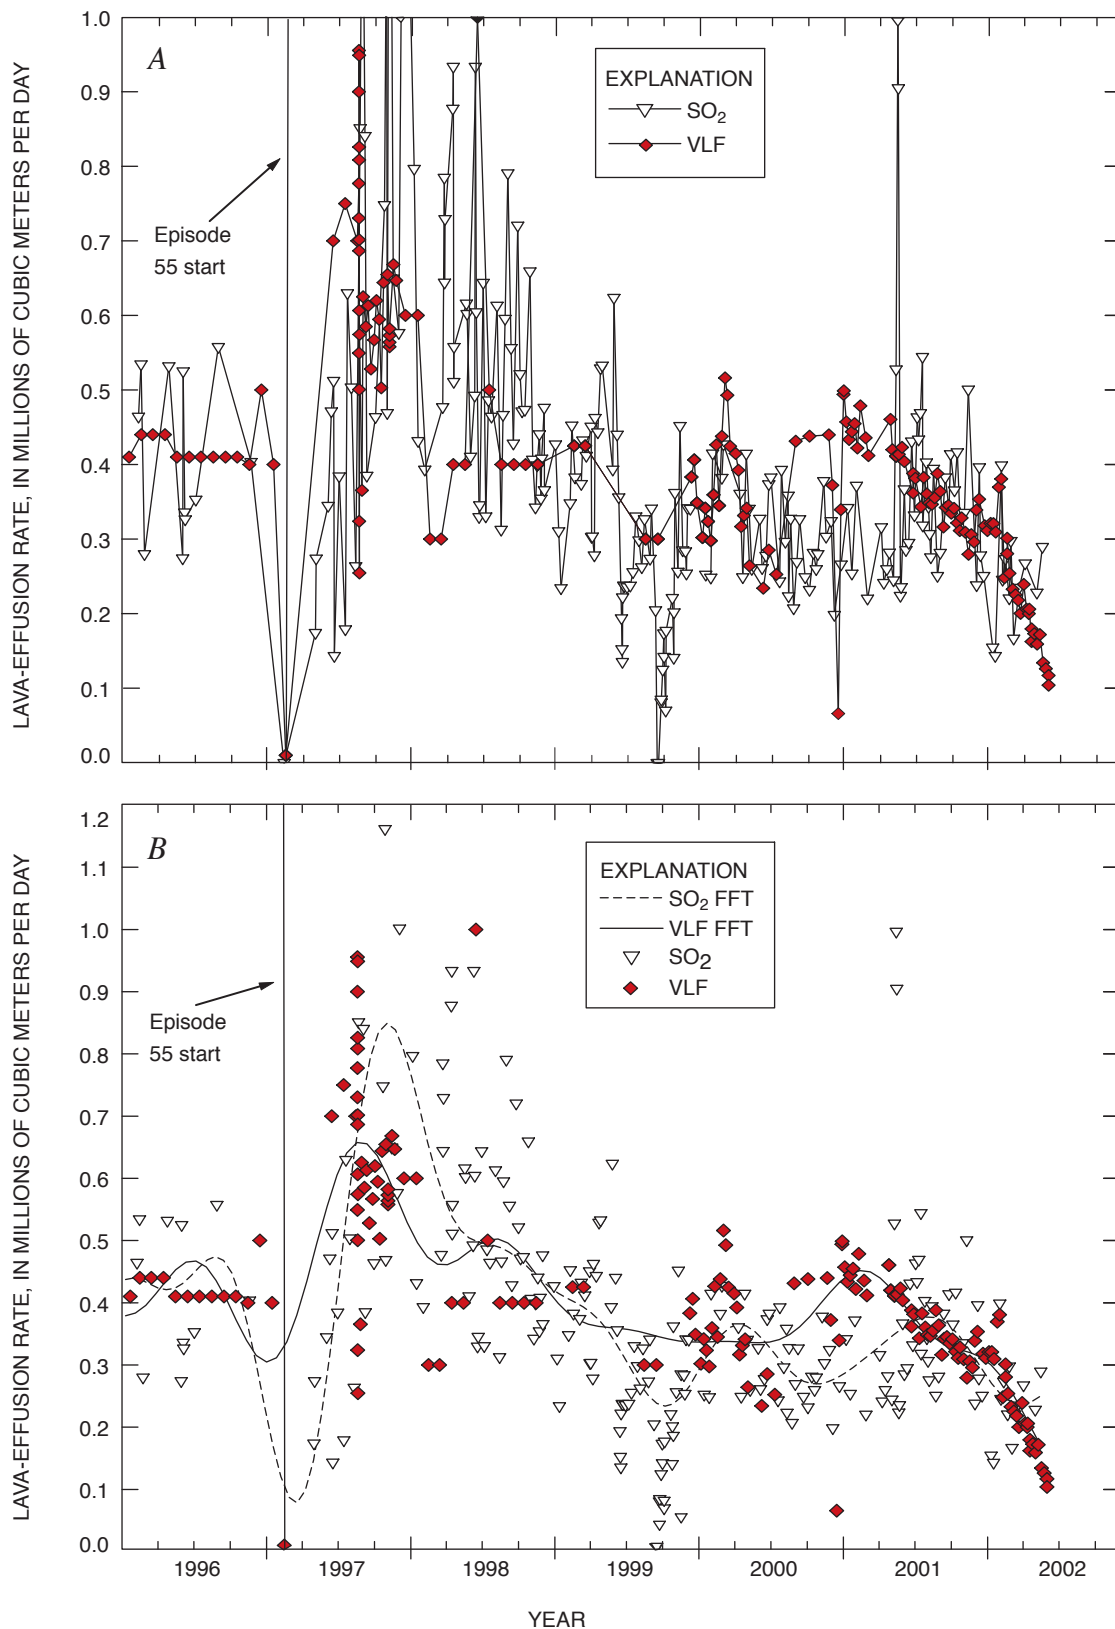 A
LAVA-EFFUSION RATE, IN MILLIONS OF CUBIC METERS PER DAY
1.0
0.9
0.8
0.7
0.6
0.5
0.4
0.3
0.2
0.1
0.0
EXPLANATION
SO2
VLF
Episode
55 start
B
LAVA-EFFUSION RATE, IN MILLIONS OF CUBIC METERS PER DAY
1.2
1.1
1.0
0.9
0.8
0.7
0.6
0.5
0.4
0.3
0.2
0.1
0.0
EXPLANATION
SO2 FFT
VLF FFT
SO2
VLF
Episode
55 start
1996 1997 1998 1999 2000 2001 2002
YEAR